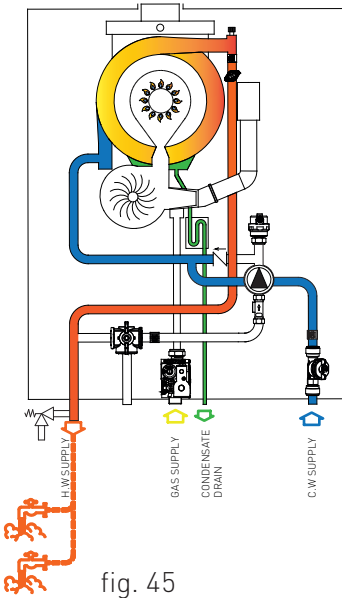 H.W SUPPLY
GAS SUPPLY
CONDENSATE
DRAIN
C.W SUPPLY
fig. 45